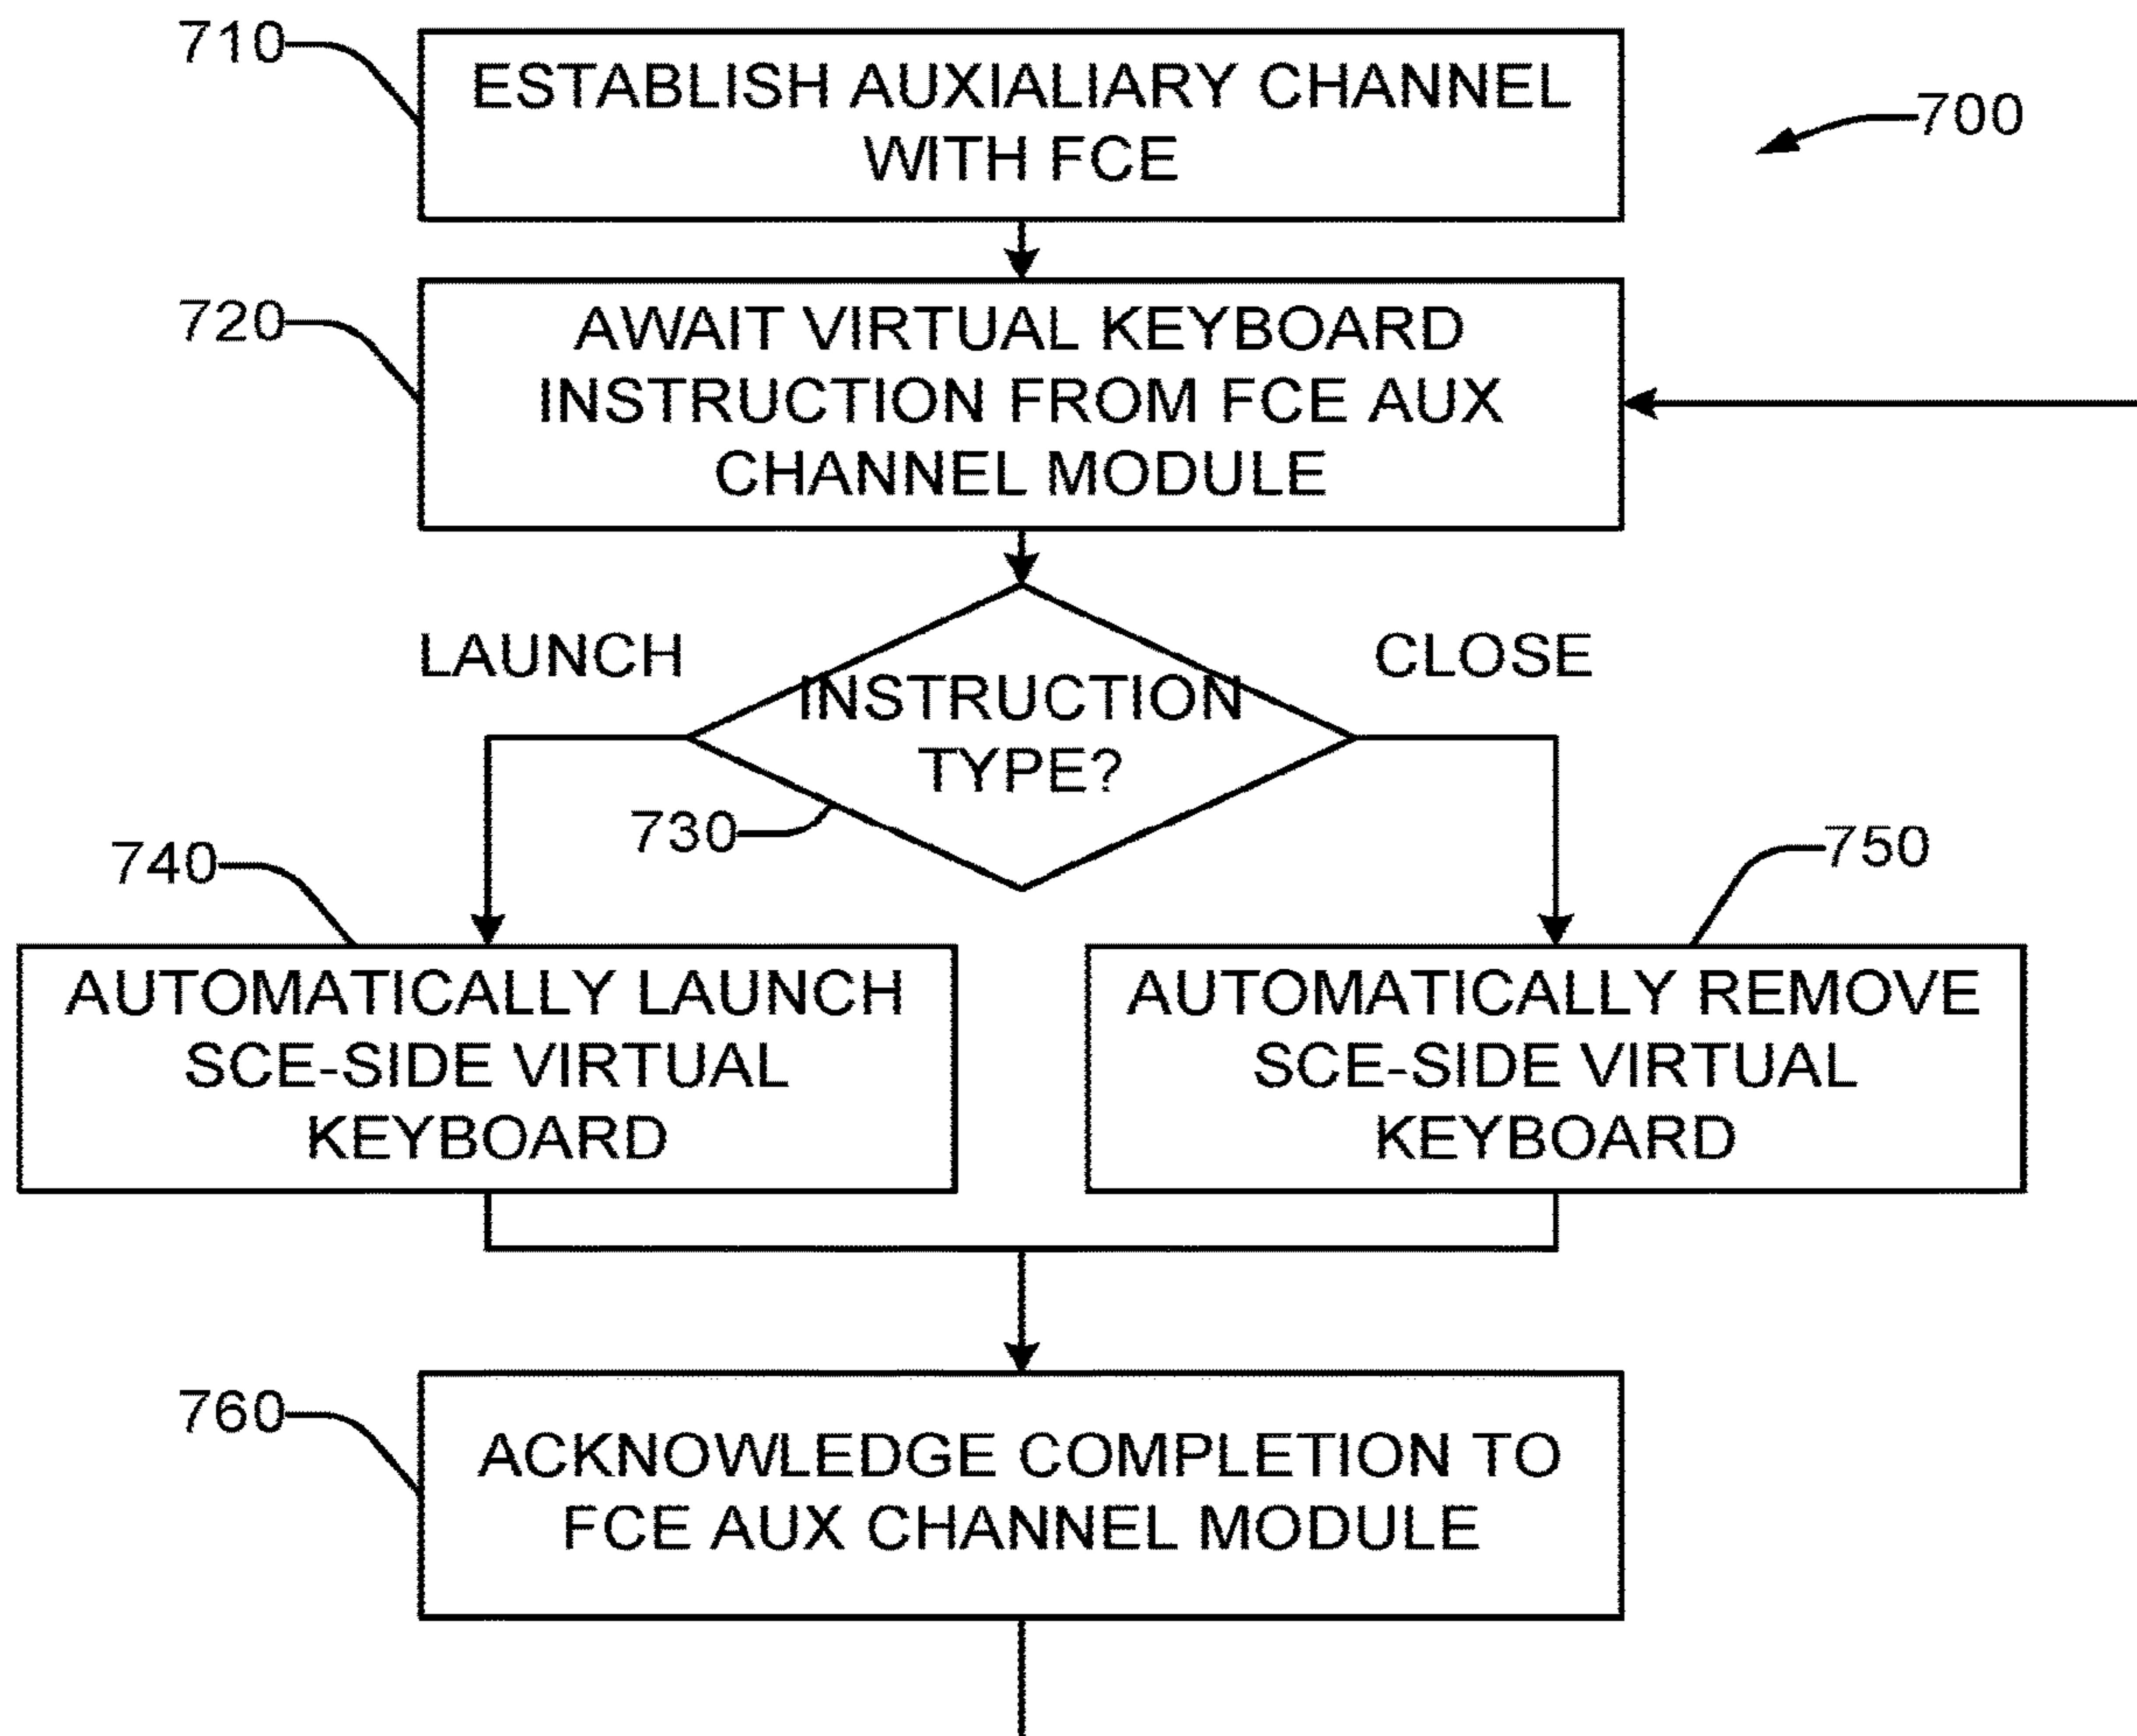 710
ESTABLISH AUXIALIARY CHANNEL
WITH FCE
700
720
AWAIT VIRTUAL KEYBOARD
INSTRUCTION FROM FCE AUX
CHANNEL MODULE
LAUNCH
CLOSE
INSTRUCTION
TYPE?
730
740
750
AUTOMATICALLY LAUNCH
SCE-SIDE VIRTUAL
KEYBOARD
AUTOMATICALLY REMOVE
SCE-SIDE VIRTUAL
KEYBOARD
760
ACKNOWLEDGE COMPLETION TO
FCE AUX CHANNEL MODULE